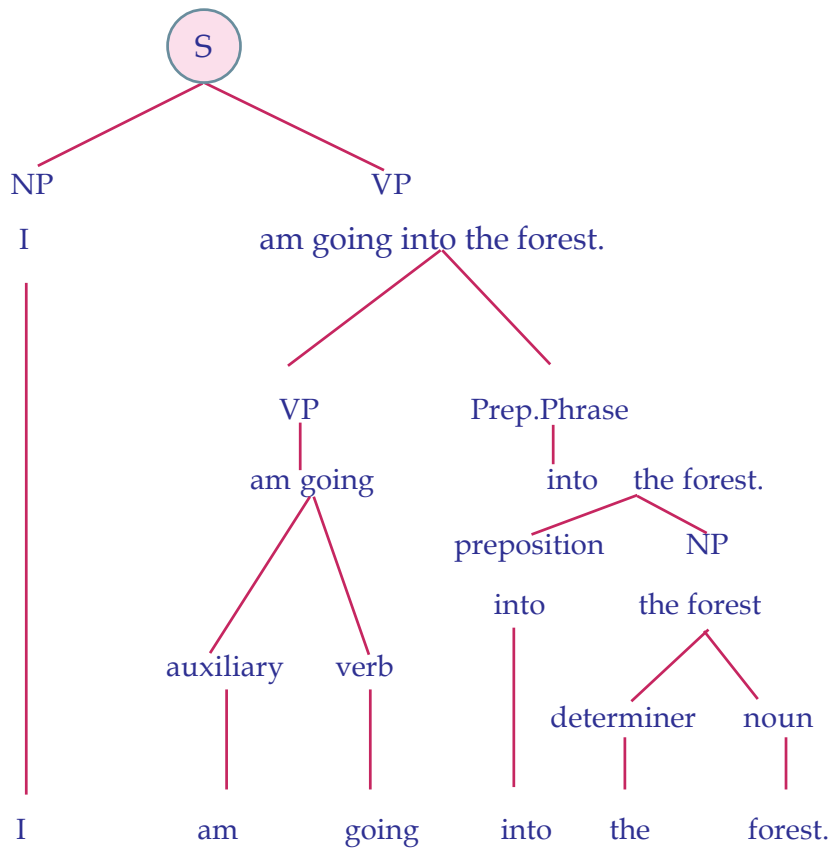 S
NP VP
I am going into the forest.
VP Prep.Phrase
am going into the forest.
preposition NP
into the forest
auxiliary verb
determiner noun
I am going into the forest.